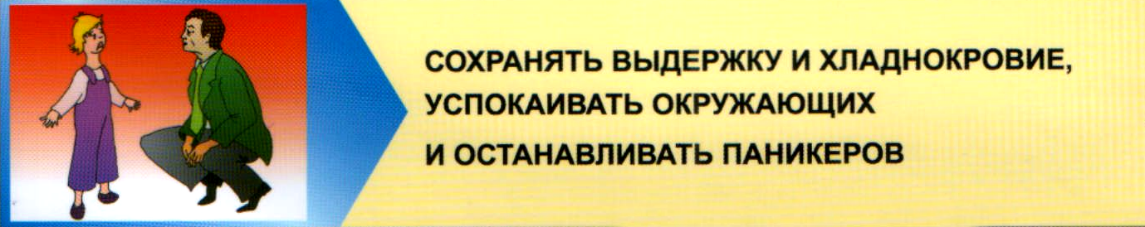 СОХРАНЯТЬ ВЫДЕРЖКУ И ХЛАДНОКРОВИЕ,
УСПОКАИВАТЬ ОКРУЖАЮЩИХ
И ОСТАНАВЛИВАТЬ ПАНИКЕРОВ